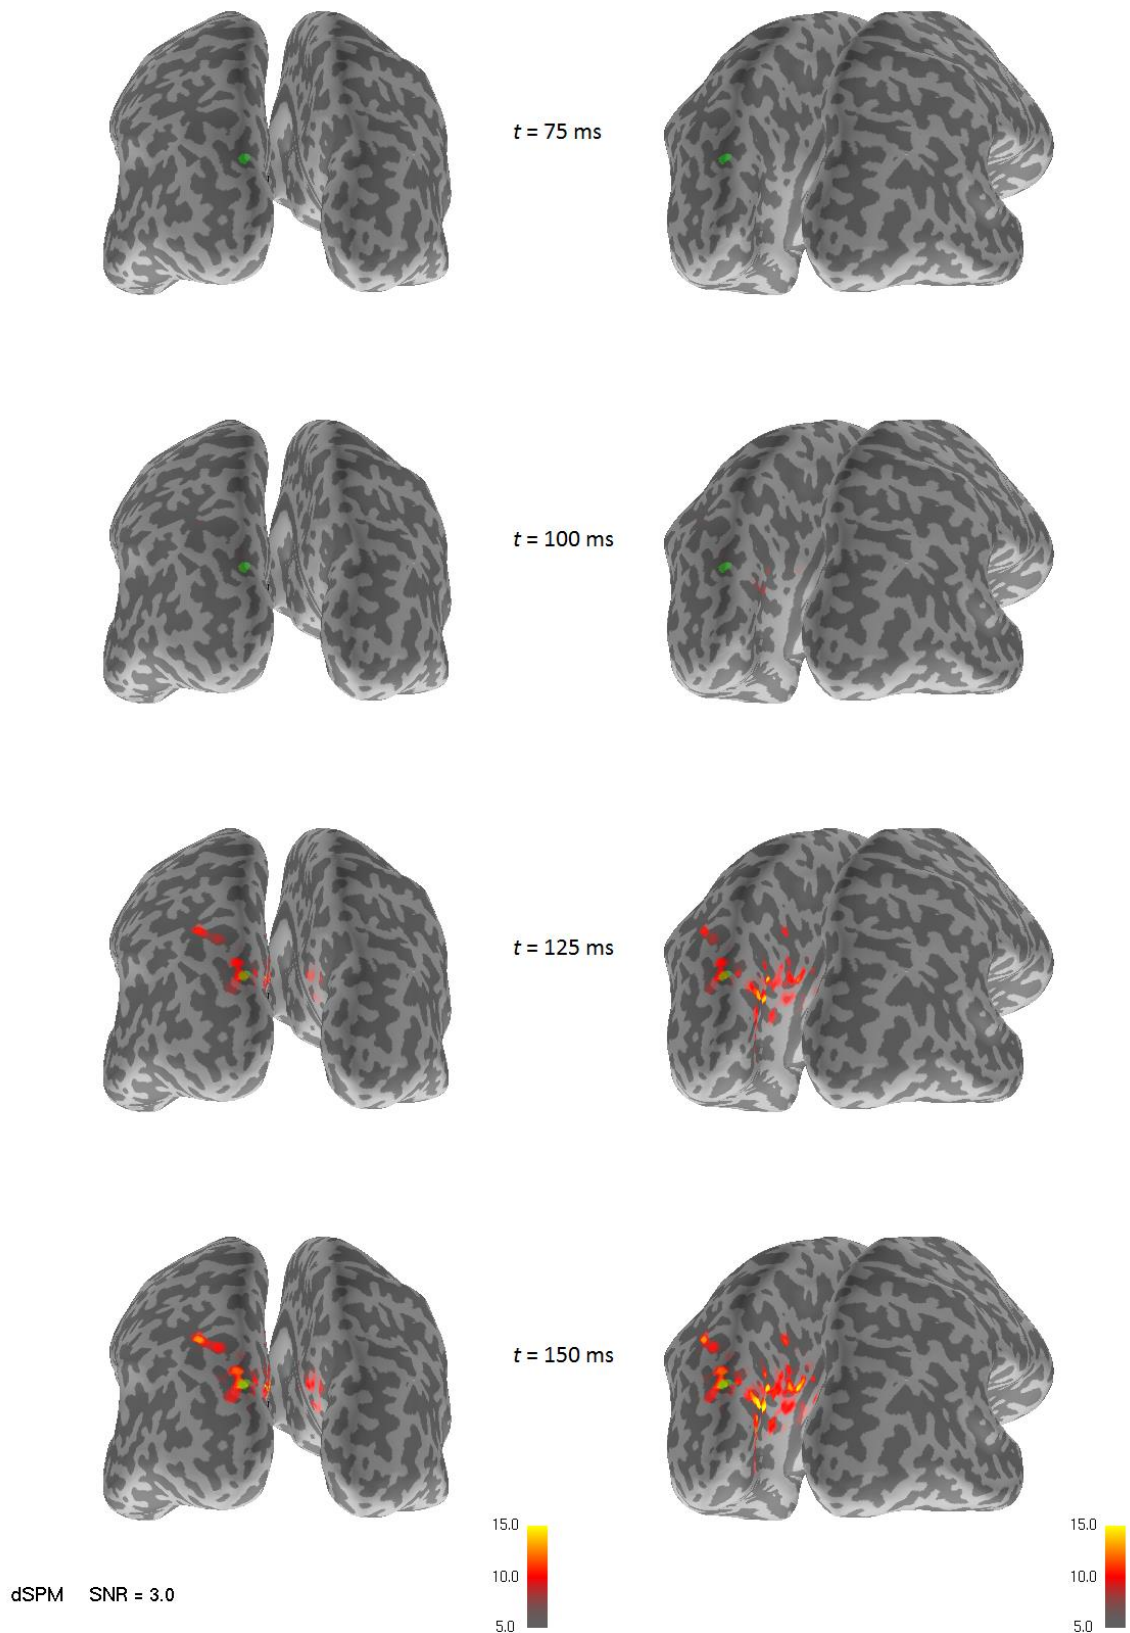 t = 75 ms
t = 100 ms
t = 125 ms
t = 150 ms
15.0
10.0
5.0
15.0
10.0
5.0
dSPM SNR = 3.0